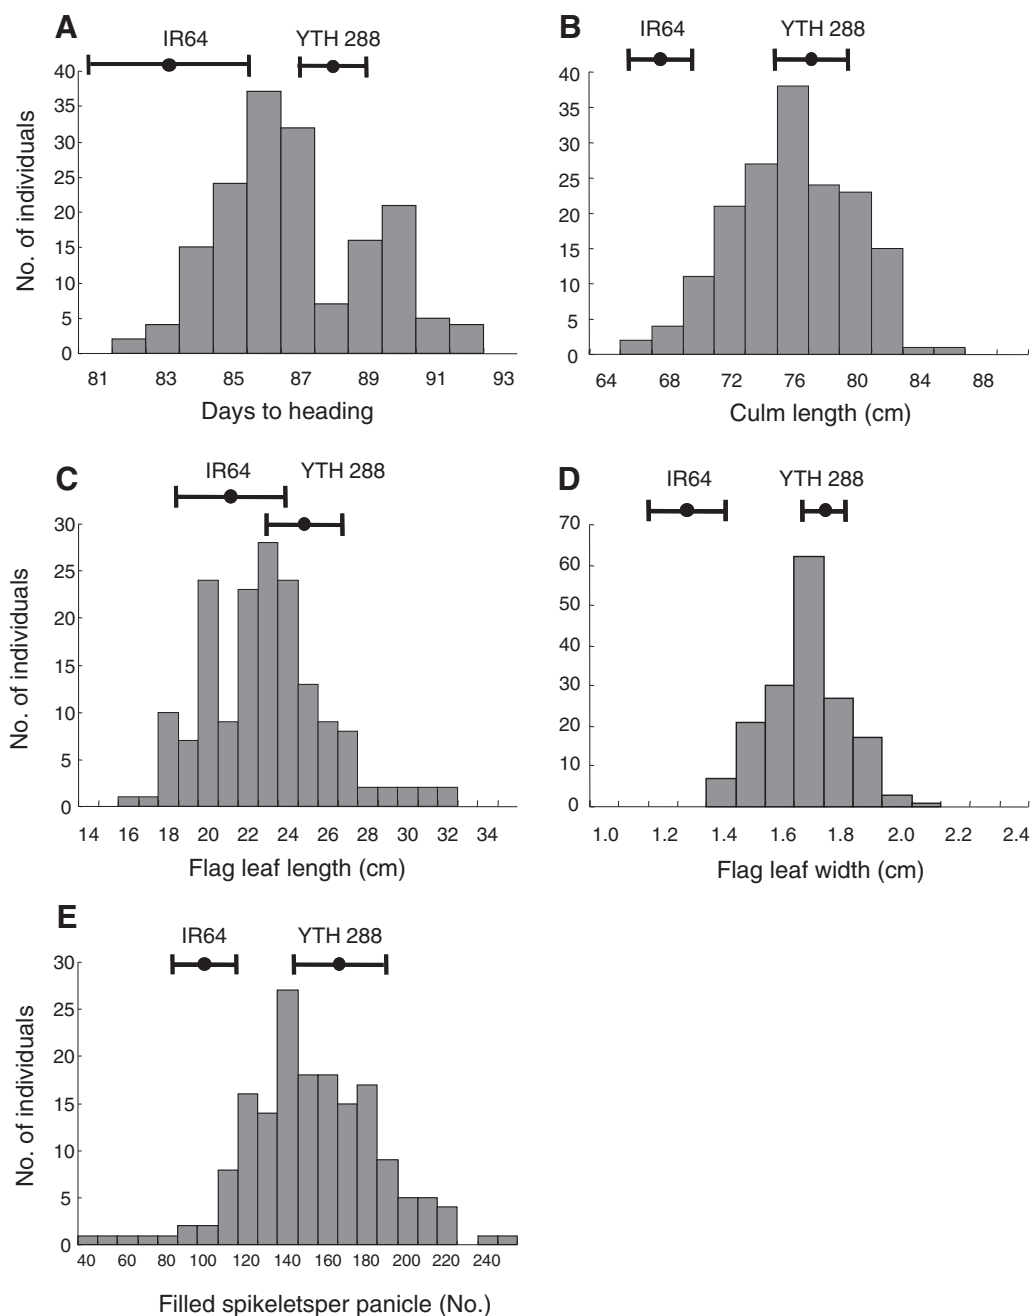 A
IR64 YTH 288
40
35
30
25
20
15
10
5
0
No. of individuals
81 83 85 87 89 91 93
Days to heading
B
IR64 YTH 288
40
35
30
25
20
15
10
5
0
64 68 72 76 80 84 88
Culm length (cm)
C
IR64 YTH 288
30
25
20
15
10
5
0
No. of individuals
14 16 18 20 22 24 26 28 30 32 34
Flag leaf length (cm)
D
IR64 YTH 288
70
60
50
40
30
20
10
0
1.0 1.2 1.4 1.6 1.8 2.0 2.2 2.4
Flag leaf width (cm)
E
IR64 YTH 288
30
25
20
15
10
5
0
No. of individuals
40 60 80 100 120 140 160 180 200 220 240
Filled spikeletsper panicle (No.)